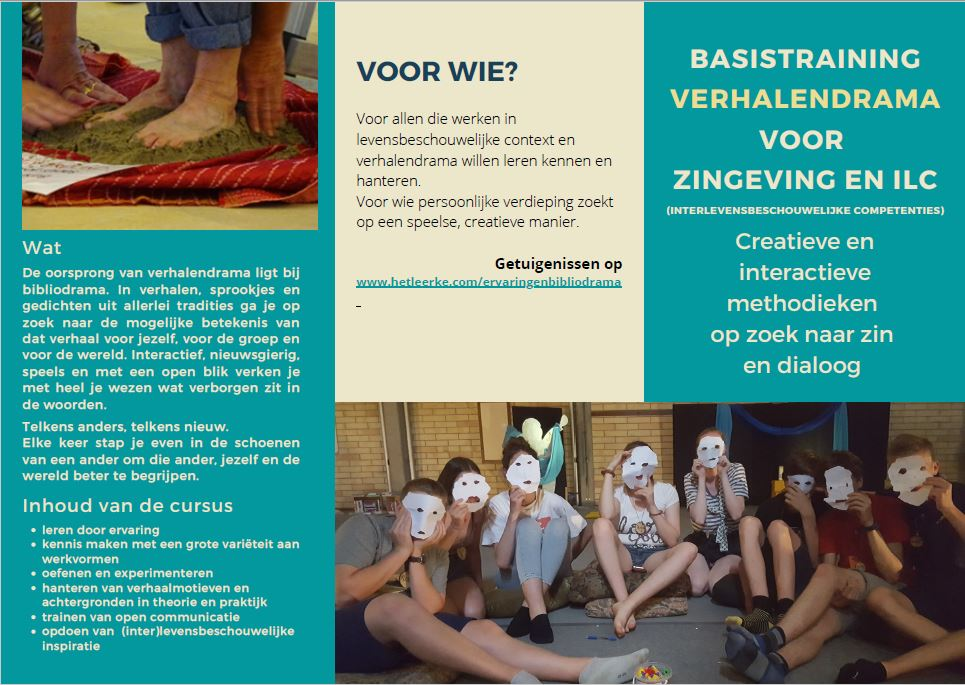 Wat
De oorsprong van verhalendrama ligt bij
bibliodrama. In verhalen, sprookjes en
gedichten uit allerlei tradities ga je op
zoek naar de mogelijke betekenis van
dat verhaal voor jezelf, voor de groep en
voor de wereld. Interactief, nieuwsgierig,
speels en met een open blik verken je
met heel je wezen wat verborgen zit in
de woorden.
Telkens anders, telkens nieuw.
Elke keer stap je even in de schoenen
van een ander om die ander, jezelf en de
wereld beter te begrijpen.
Inhoud van de cursus
• leren door ervaring
• kennis maken met een grote variëteit aan
werkvormen
• oefenen en experimenteren
• hanteren van verhaalmotieven en
achtergronden in theorie en praktijk
• trainen van open communicatie
• opdoen van (inter)levensbeschouwelijke
inspiratie
VOOR WIE?
Voor allen die werken in
levensbeschouwelijke context en
verhalendrama willen leren kennen en
hanteren.
Voor wie persoonlijke verdieping zoekt
op een speelse, creatieve manier.
Getuigenissen op
www.hetleerke.com/ervaringenbibliodrama
BASISTRAINING
VERHALENDRAMA
VOOR
ZINGEVING EN ILC
(INTERLEVENSBESCHOUWELIJKE COMPETENTIES)
Creatieve en
interactieve
methodieken
op zoek naar zin
en dialoog